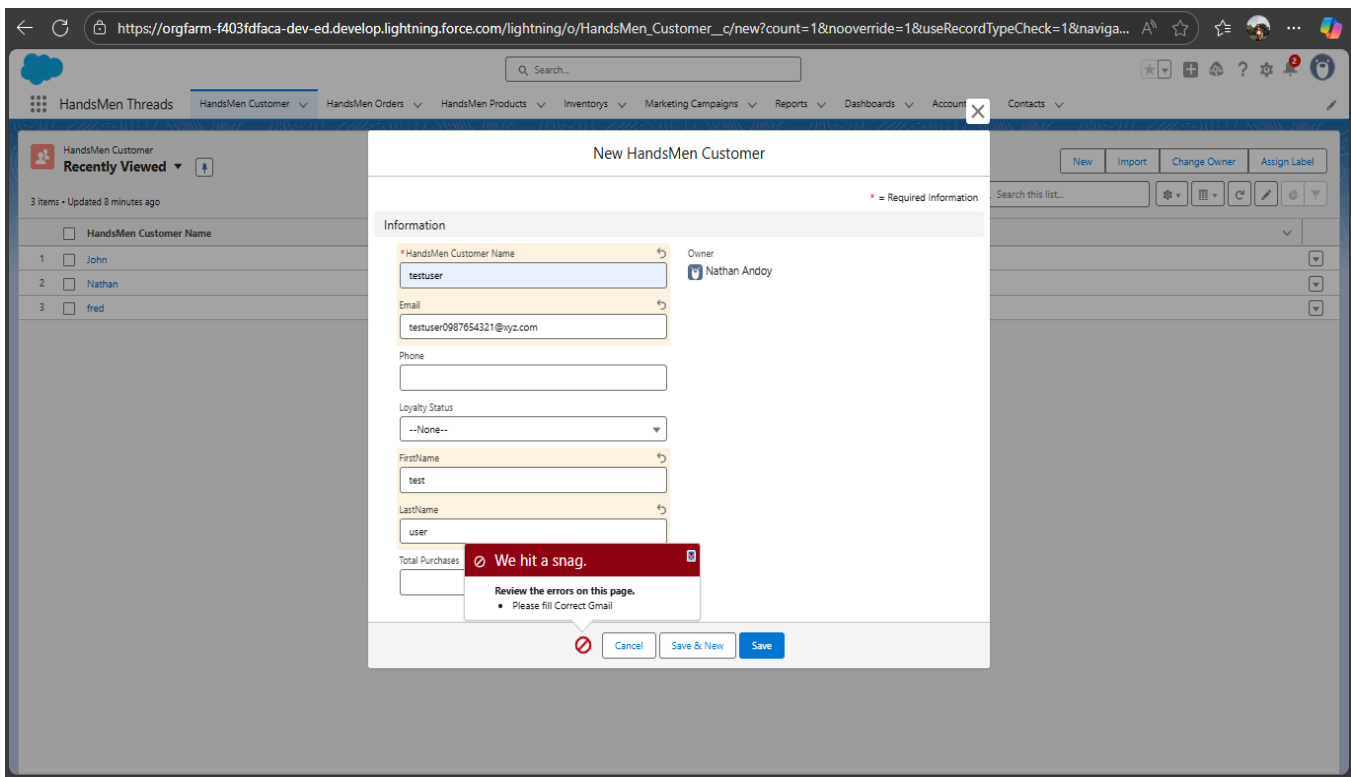 https://orgfarm-f403fdfaca-dev-ed.develop.lightning.force.com/lightning/o/HandsMen_Customer__c/new?count=1&nooverride=1&useRecordTypeCheck=1&naviga...
Search...
2
HandsMen Threads HandsMen Customer HandsMen Orders HandsMen Products Inventorys Marketing Campaigns Reports Dashboards Account Contacts
HandsMen Customer
Recently Viewed
New Import Change Owner Assign Label
3 items • Updated 8 minutes ago
Search this list...
HandsMen Customer Name
1 John
2 Nathan
3 fred
New HandsMen Customer
* = Required Information
Information
*HandsMen Customer Name
testuser
Owner
Nathan Andoy
Email
testuser0987654321@xyz.com
Phone
Loyalty Status
--None--
FirstName
test
LastName
user
Total Purchases
We hit a snag.
Review the errors on this page.
• Please fill Correct Gmail
Cancel Save & New Save